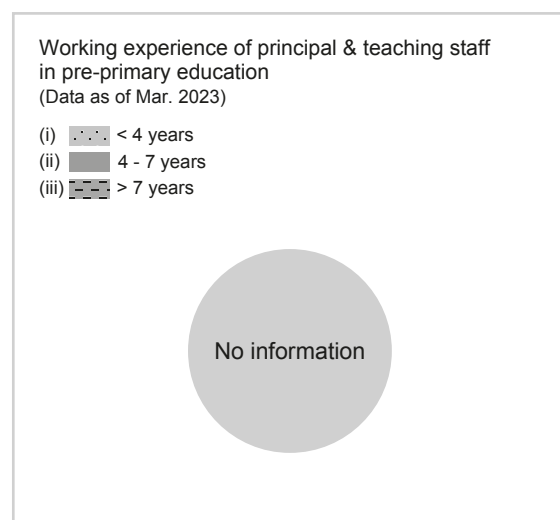 Working experience of principal & teaching staff
in pre-primary education
(Data as of Mar. 2023)
(i) < 4 years
(ii) 4 - 7 years
(iii) > 7 years
No information